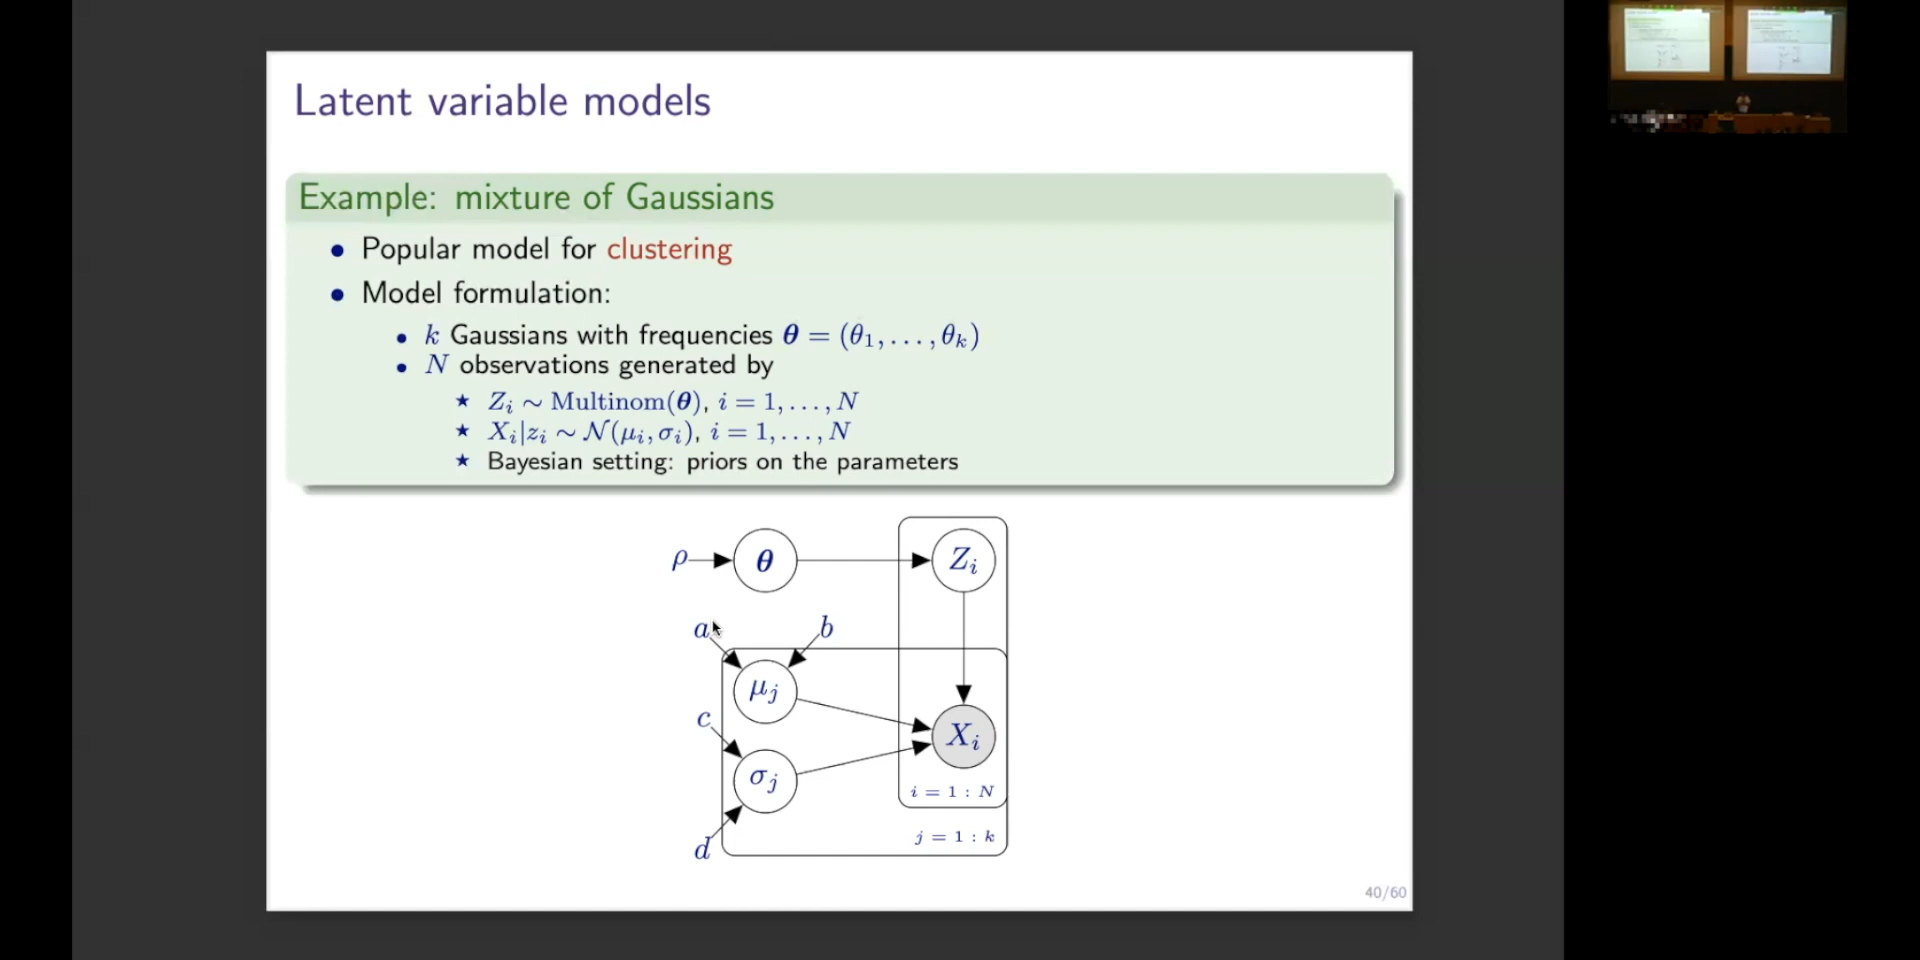 Latent variable models
Example: mixture of Gaussians
• Popular model for clustering
• Model formulation:
• k Gaussians with frequencies θ = (θ₁, . . . , θₖ)
• N observations generated by
★ Zᵢ ∼ Multinom(θ), i = 1, . . . , N
★ Xᵢ|zᵢ ∼ 𝒩(μᵢ, σᵢ), i = 1, . . . , N
★ Bayesian setting: priors on the parameters
ρ θ Zᵢ
a b
μⱼ
c Xᵢ
σⱼ
i = 1 : N
j = 1 : k
d
40/60